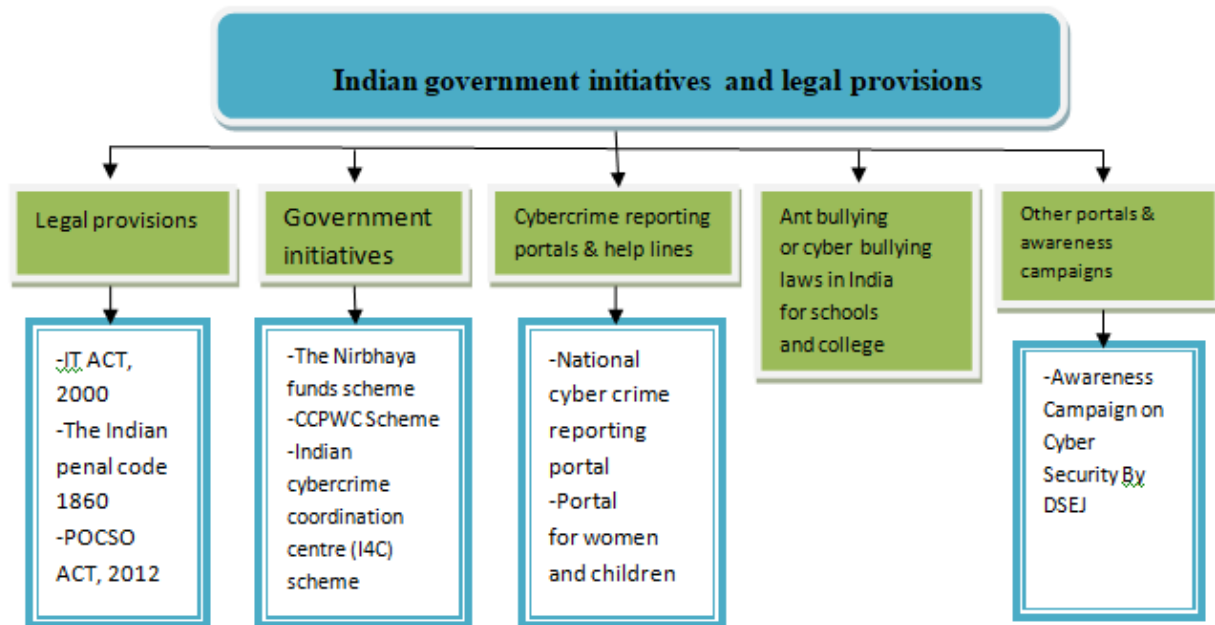 Indian government initiatives and legal provisions
Legal provisions
Government
initiatives
Cybercrime reporting
portals & help lines
Ant bullying
or cyber bullying
laws in India
for schools
and college
Other portals &
awareness
campaigns
-IT ACT,
2000
-The Indian
penal code
1860
-POCSO
ACT, 2012
-The Nirbhaya
funds scheme
-CCPWC Scheme
-Indian
cybercrime
coordination
centre (I4C)
scheme
-National
cyber crime
reporting
portal
-Portal
for women
and children
-Awareness
Campaign on
Cyber
Security By
DSEJ